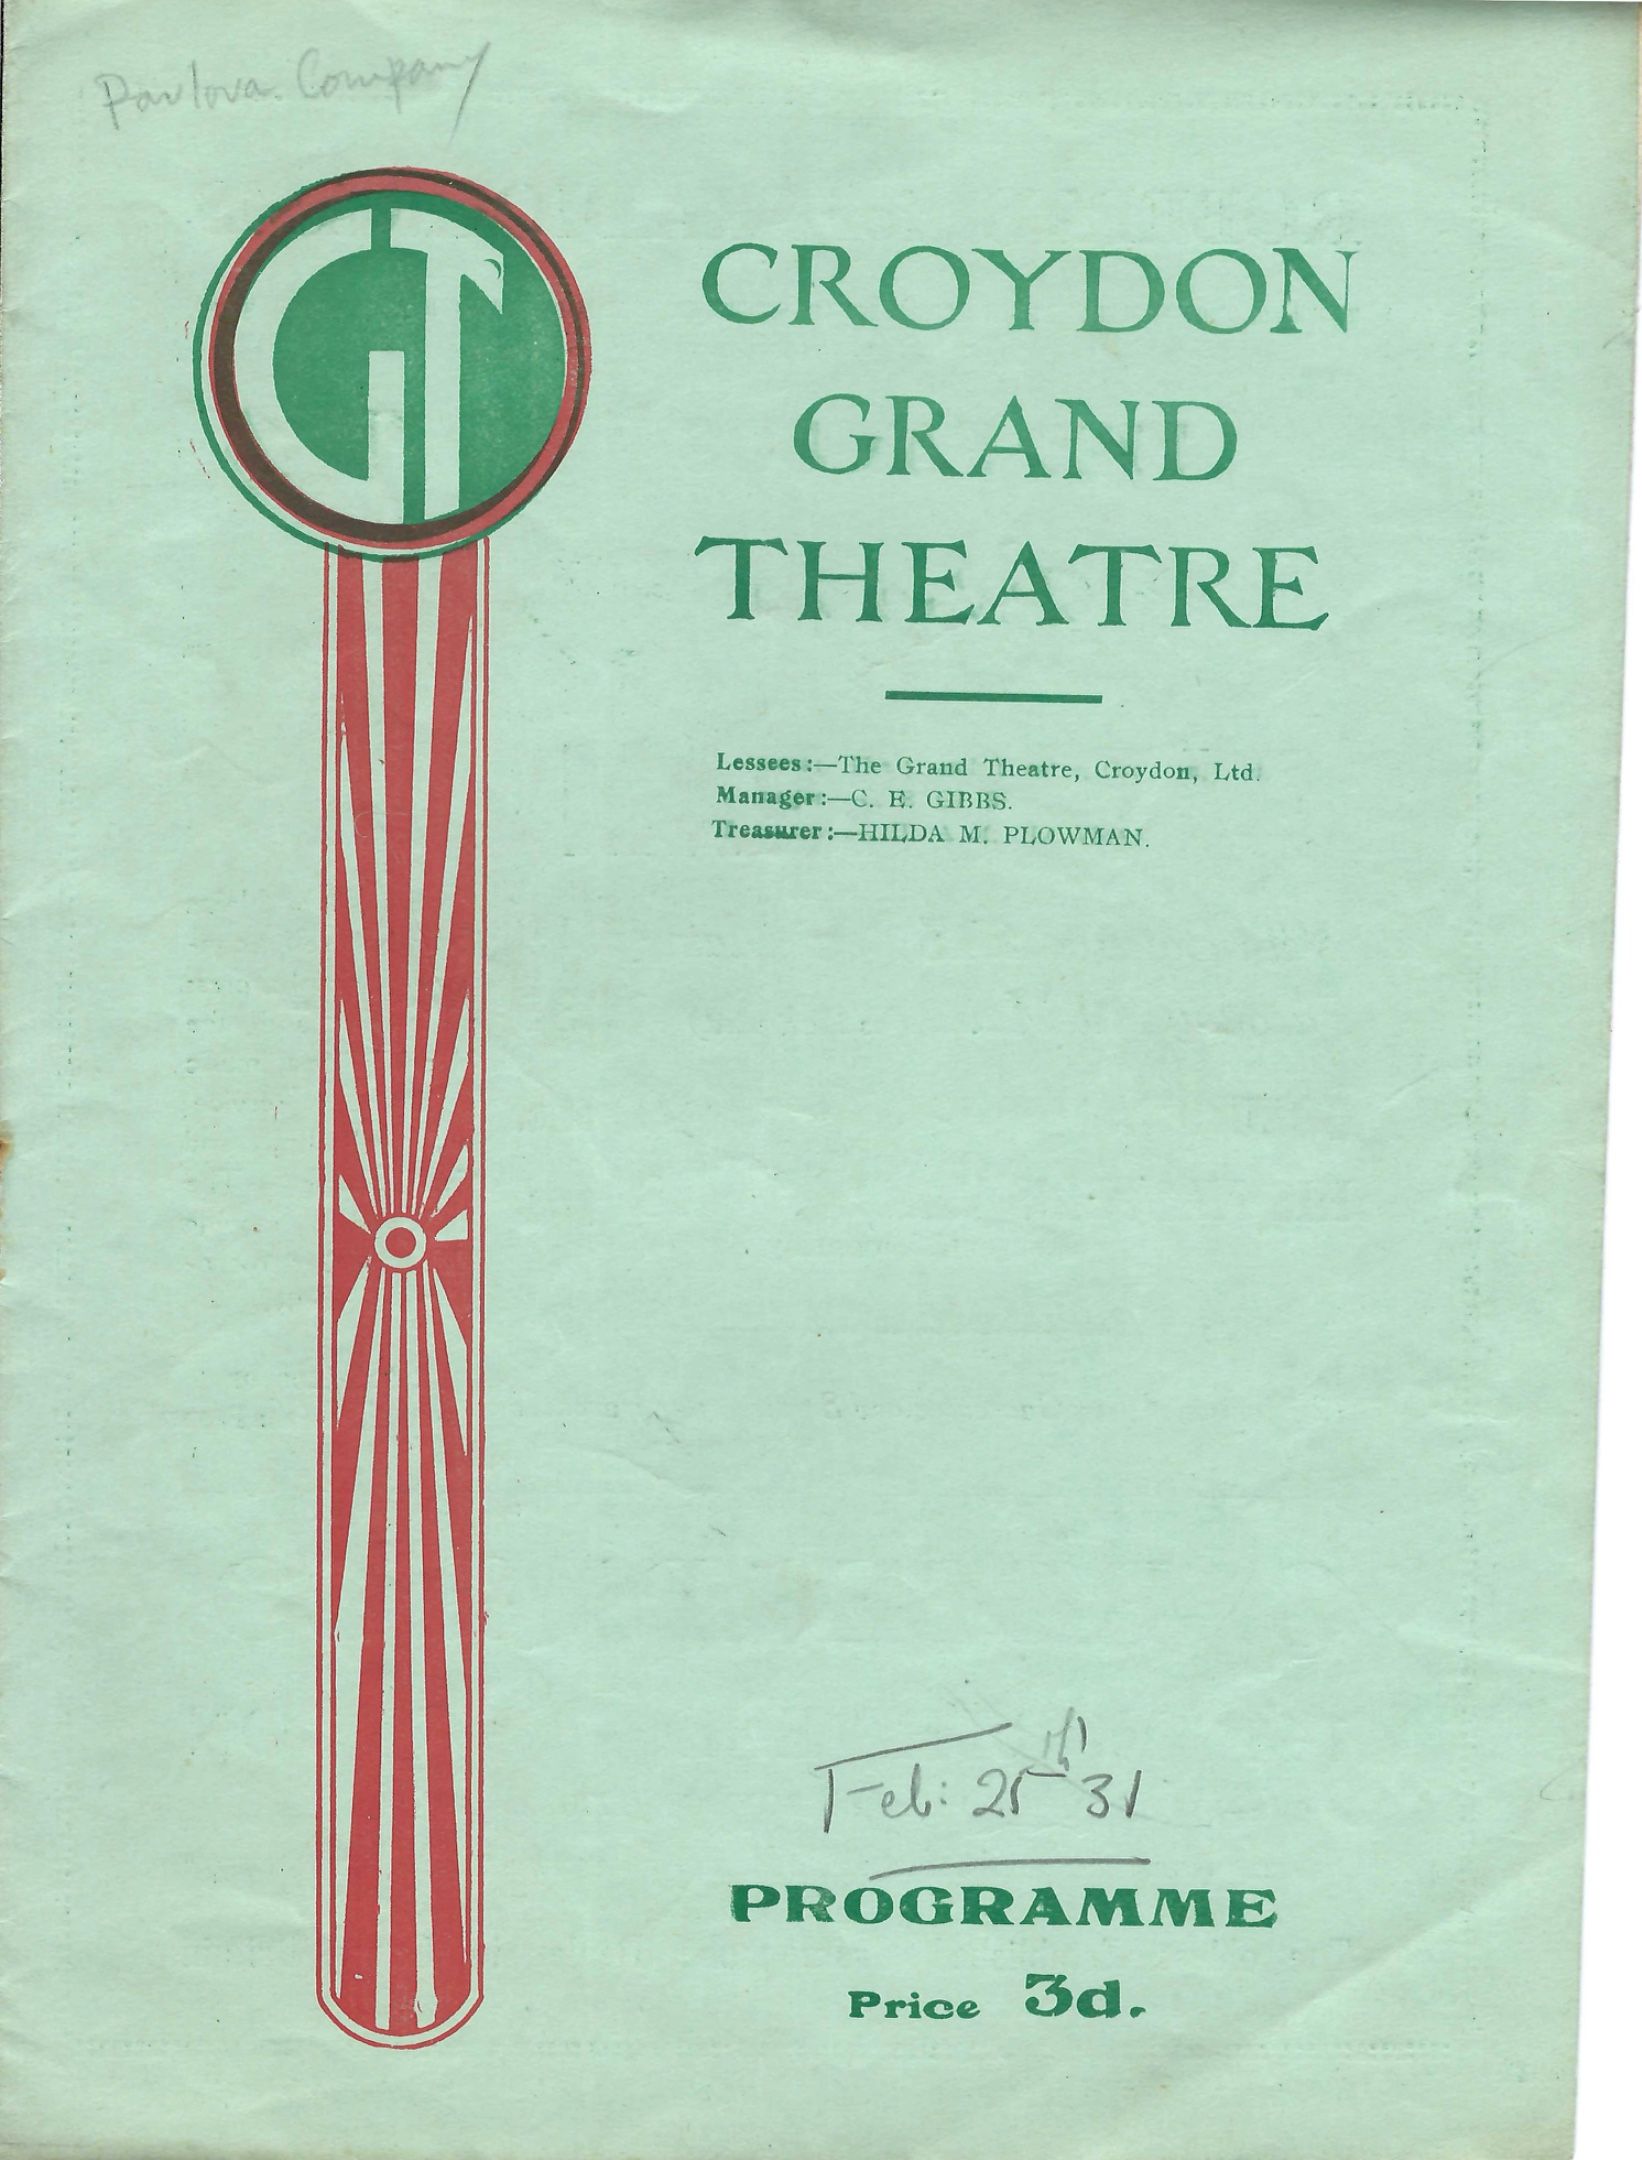 Pavlova Company
GT
CROYDON
GRAND
THEATRE
Lessees:—The Grand Theatre, Croydon, Ltd.
Manager:—C. E. GIBBS.
Treasurer:—HILDA M. PLOWMAN.
Feb: 25th 31
PROGRAMME
Price 3d.